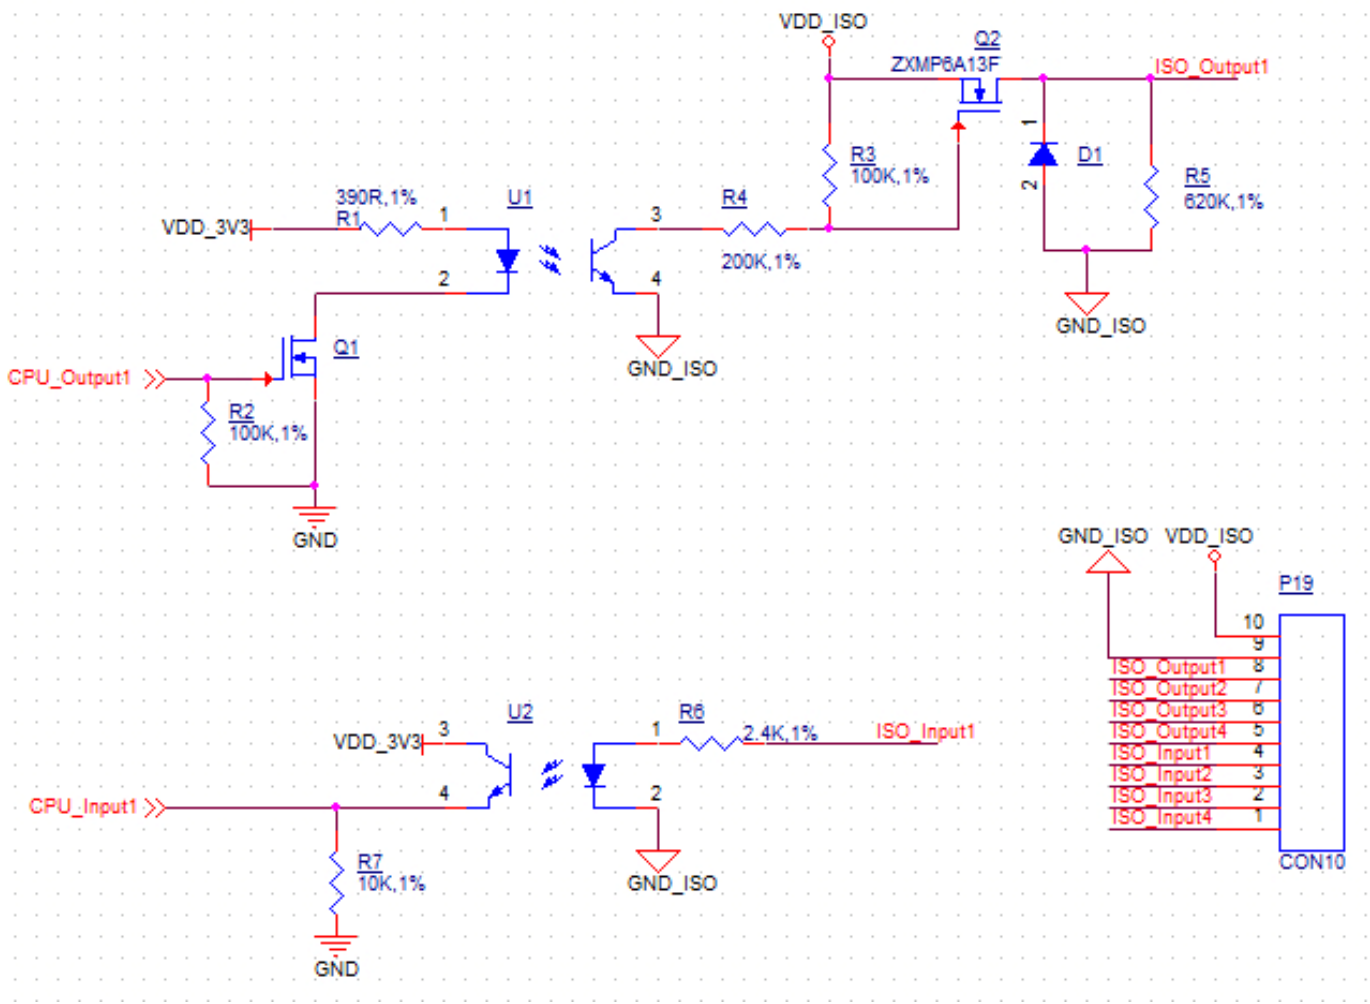 VDD_ISO
Q2
ZXMP6A13F
ISO_Output1
1
D1
2
R3
100K,1%
R5
620K,1%
390R,1%
R1
VDD_3V3
1
U1
3
R4
200K,1%
2
4
GND_ISO
GND_ISO
Q1
CPU_Output1
R2
100K,1%
GND
GND_ISO
VDD_ISO
P19
10
9
ISO_Output1
8
ISO_Output2
7
ISO_Output3
6
ISO_Output4
5
ISO_Input1
4
ISO_Input2
3
ISO_Input3
2
ISO_Input4
1
CON10
U2
3
VDD_3V3
1
R6
2.4K,1%
ISO_Input1
4
2
CPU_Input1
R7
10K,1%
GND_ISO
GND